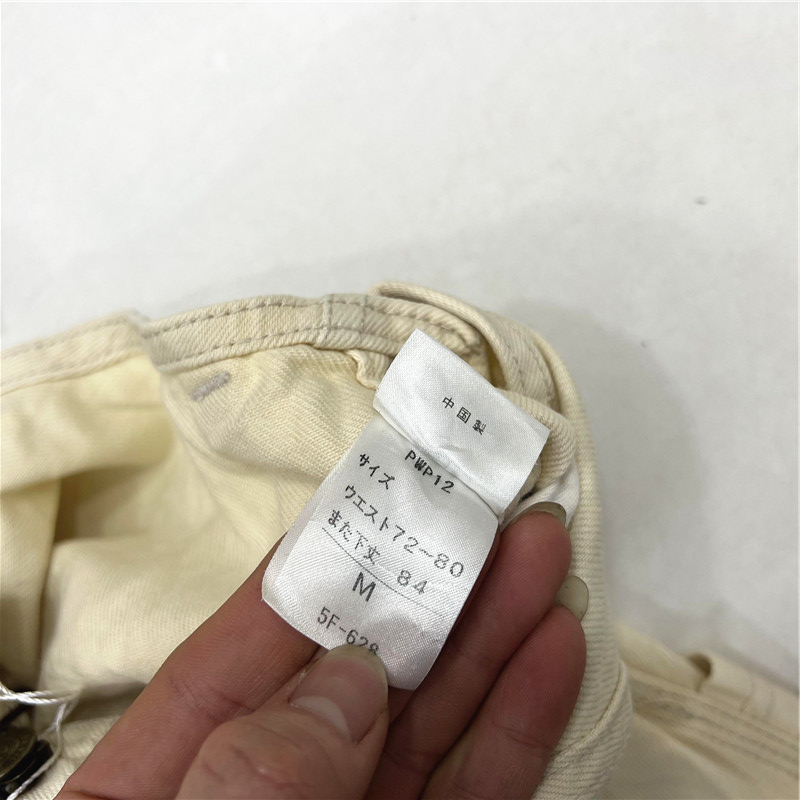 中国製
PWP12
サイズ
ウエスト72~80
また下丈 84
M
5F-628